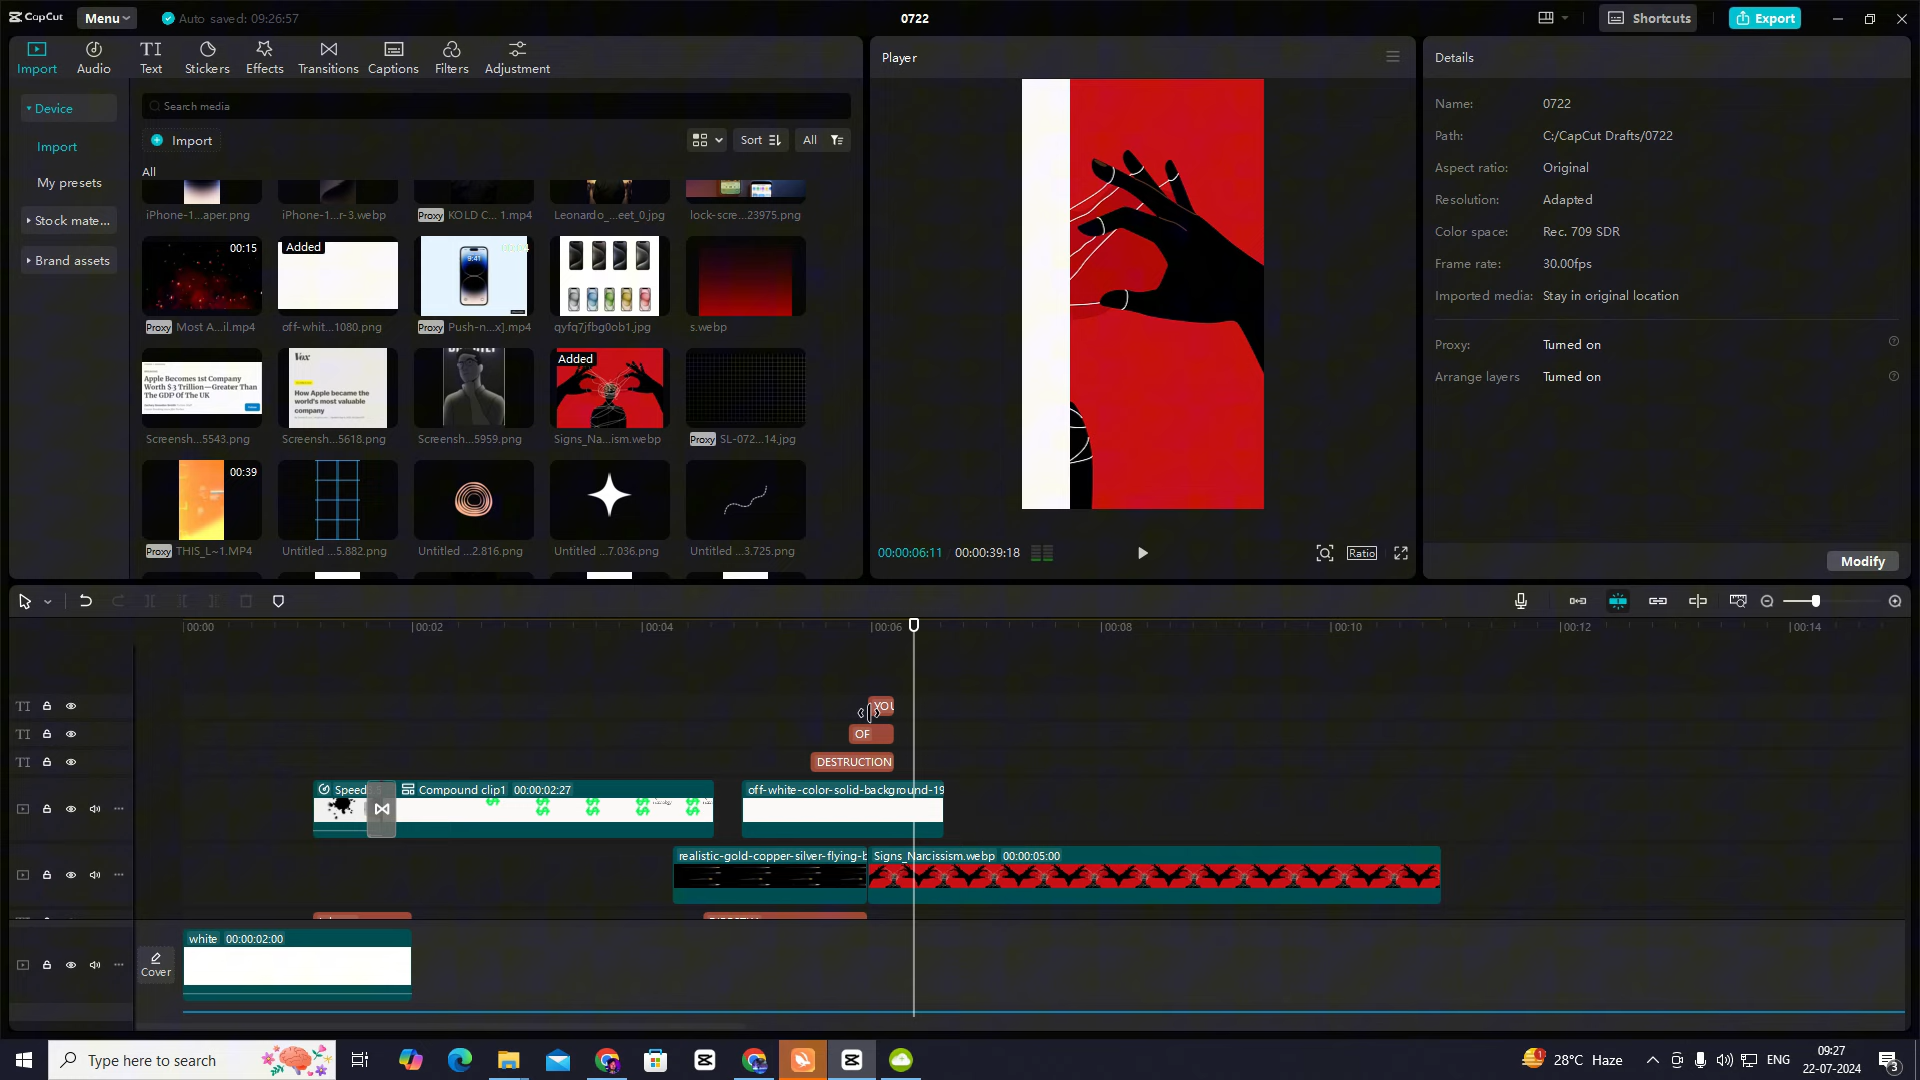 CapCut
Menu
Auto saved: 09:26:57
0722
Shortcuts
Export
Import
Audio
TI
Text
Stickers
Effects
Transitions
Captions
Filters
Adjustment
Device
Import
My presets
Stock mate...
Brand assets
Search media
Import
Sort
All
All
iPhone-1...aper.png
iPhone-1...r-3.webp
Proxy KOLD C... 1.mp4
Leonardo_...eet_0.jpg
lock-scre...23975.png
00:15
Added
9:41
Proxy Most A...il.mp4
off-whit...1080.png
Proxy Push-n...x].mp4
qyfq7jfbg0ob1.jpg
s.webp
Apple Becomes 1st Company
Worth $3 Trillion—Greater Than
The GDP Of The UK
Vox
How Apple became the
world's most valuable
company
Added
Screensh...5543.png
Screensh...5618.png
Screensh...5959.png
Signs_Na...ism.webp
Proxy SL-072...14.jpg
00:39
Proxy THIS_L~1.MP4
Untitled ...5.882.png
Untitled ...2.816.png
Untitled ...7.036.png
Untitled ...3.725.png
Player
00:00:06:11
00:00:39:18
Ratio
Details
Name: 0722
Path: C:/CapCut Drafts/0722
Aspect ratio: Original
Resolution: Adapted
Color space: Rec. 709 SDR
Frame rate: 30.00fps
Imported media: Stay in original location
Proxy: Turned on
Arrange layers Turned on
Modify
00:00
00:02
00:04
00:06
00:08
00:10
00:12
00:14
TI
YOU
TI
OF
TI
DESTRUCTION
Speed
Compound clip1 00:00:02:27
off-white-color-solid-background-19
realistic-gold-copper-silver-flying-b
Signs_Narcissism.webp 00:00:05:00
Cover
white 00:00:02:00
Type here to search
28°C Haze
ENG
09:27
22-07-2024
3